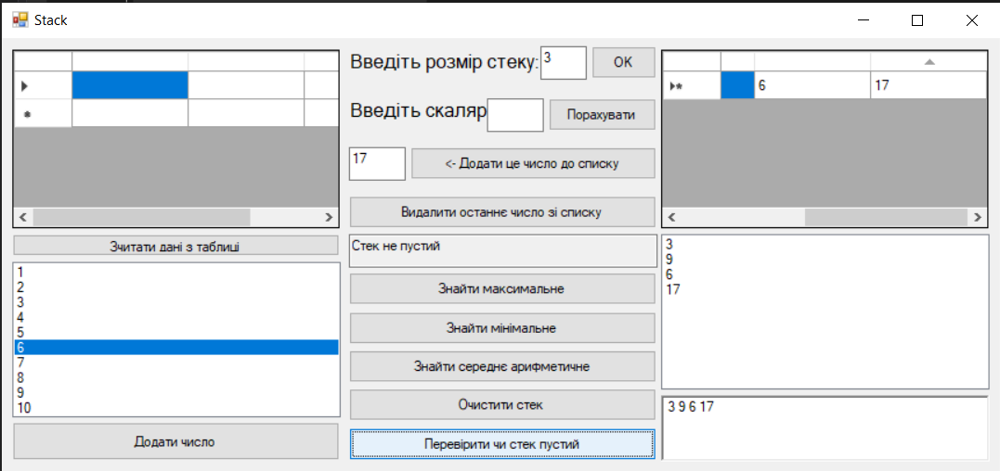 Stack
Введіть розмір стеку: 3 OK
6 17
Введіть скаляр Порахувати
17 <- Додати це число до списку
Видалити останнє число зі списку
Зчитати дані з таблиці
Стек не пустий
1
2
3
4
5
6
7
8
9
10
Додати число
Знайти максимальне
Знайти мінімальне
Знайти середнє арифметичне
Очистити стек
Перевірити чи стек пустий
3
9
6
17
3 9 6 17